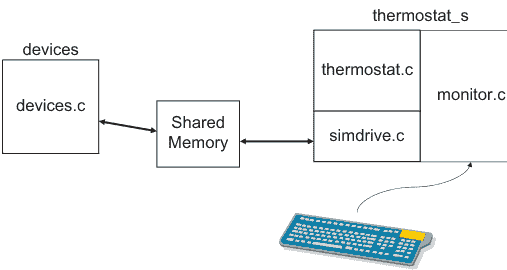 thermostat_s
devices
thermostat.c
devices.c
monitor.c
Shared
Memory
simdrive.c